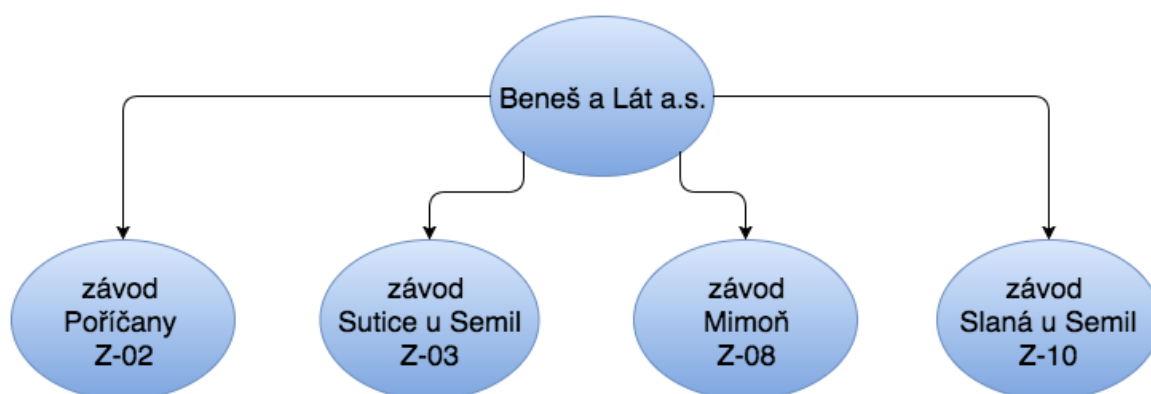 Beneš a Lát a.s.
závod
Poříčany
Z-02
závod
Sutice u Semil
Z-03
závod
Mimoň
Z-08
závod
Slaná u Semil
Z-10